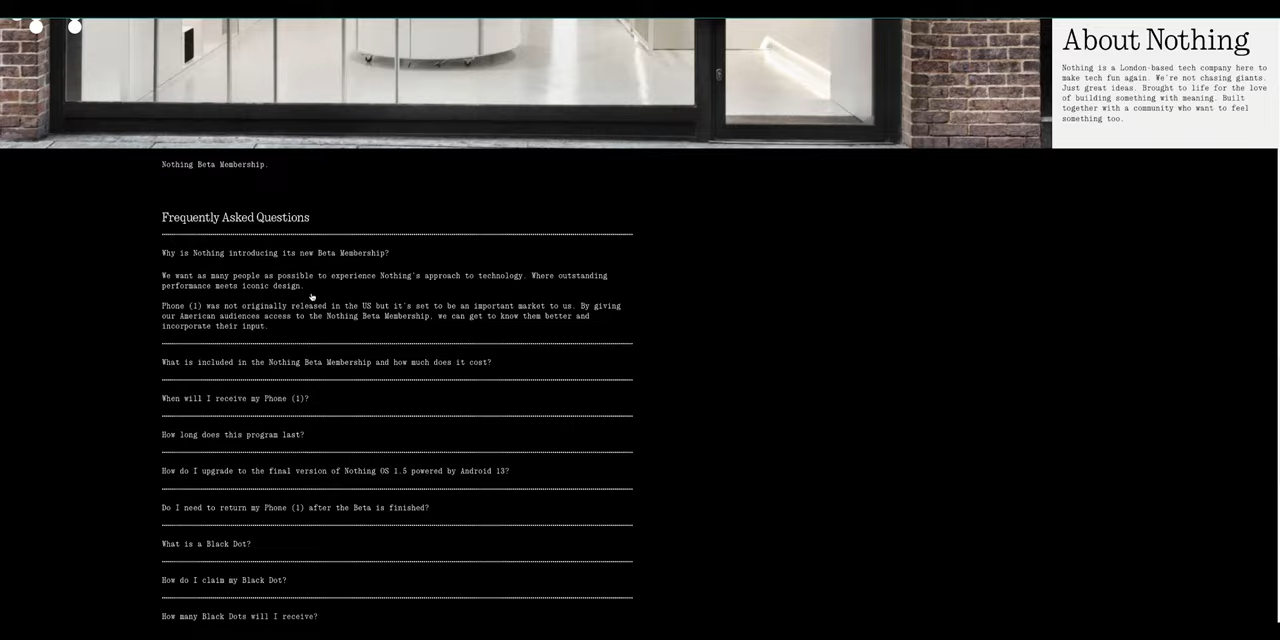 About Nothing
Nothing is a London-based tech company here to
make tech fun again. We're not chasing giants.
Just great ideas. Brought to life for the love
of building something with meaning. Built
together with a community who want to feel
something too.
Nothing Beta Membership.
Frequently Asked Questions
Why is Nothing introducing its new Beta Membership?
We want as many people as possible to experience Nothing's approach to technology. Where outstanding
performance meets iconic design.
Phone (1) was not originally released in the US but it's set to be an important market to us. By giving
our American audiences access to the Nothing Beta Membership, we can get to know them better and
incorporate their input.
What is included in the Nothing Beta Membership and how much does it cost?
When will I receive my Phone (1)?
How long does this program last?
How do I upgrade to the final version of Nothing OS 1.5 powered by Android 13?
Do I need to return my Phone (1) after the Beta is finished?
What is a Black Dot?
How do I claim my Black Dot?
How many Black Dots will I receive?